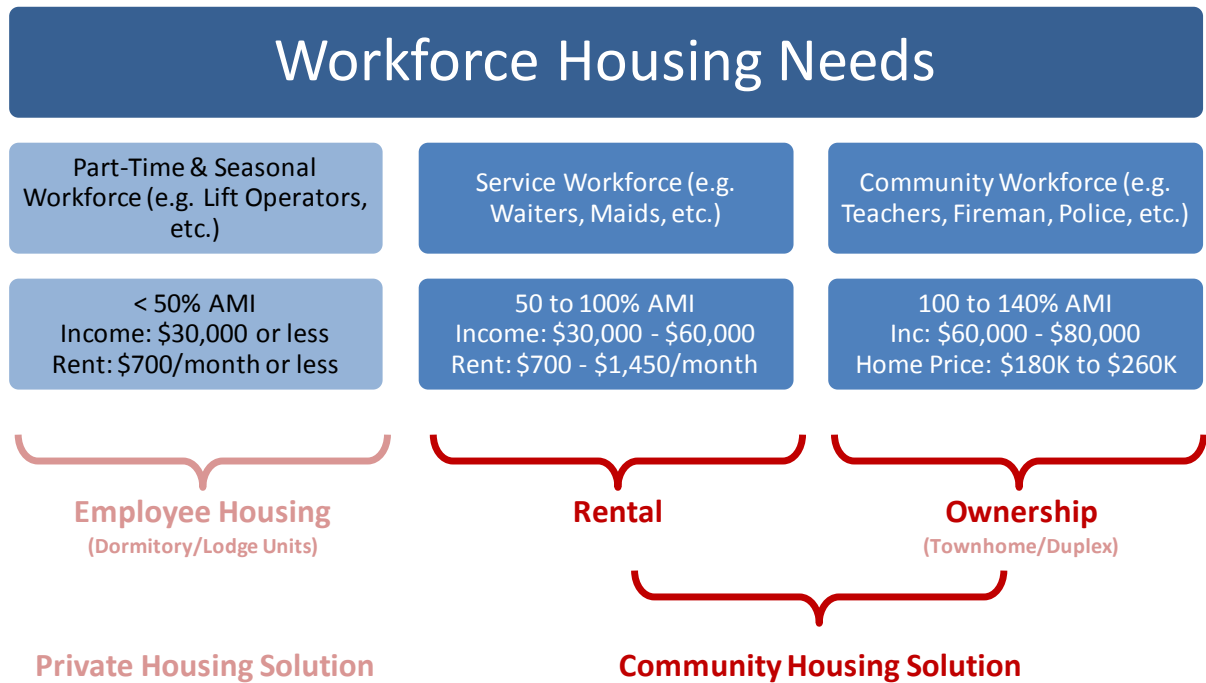 Workforce Housing Needs
Part-Time & Seasonal
Workforce (e.g. Lift Operators,
etc.)
Service Workforce (e.g.
Waiters, Maids, etc.)
Community Workforce (e.g.
Teachers, Fireman, Police, etc.)
< 50% AMI
Income: $30,000 or less
Rent: $700/month or less
50 to 100% AMI
Income: $30,000 - $60,000
Rent: $700 - $1,450/month
100 to 140% AMI
Inc: $60,000 - $80,000
Home Price: $180K to $260K
Employee Housing
(Dormitory/Lodge Units)
Rental
Ownership
(Townhome/Duplex)
Private Housing Solution
Community Housing Solution